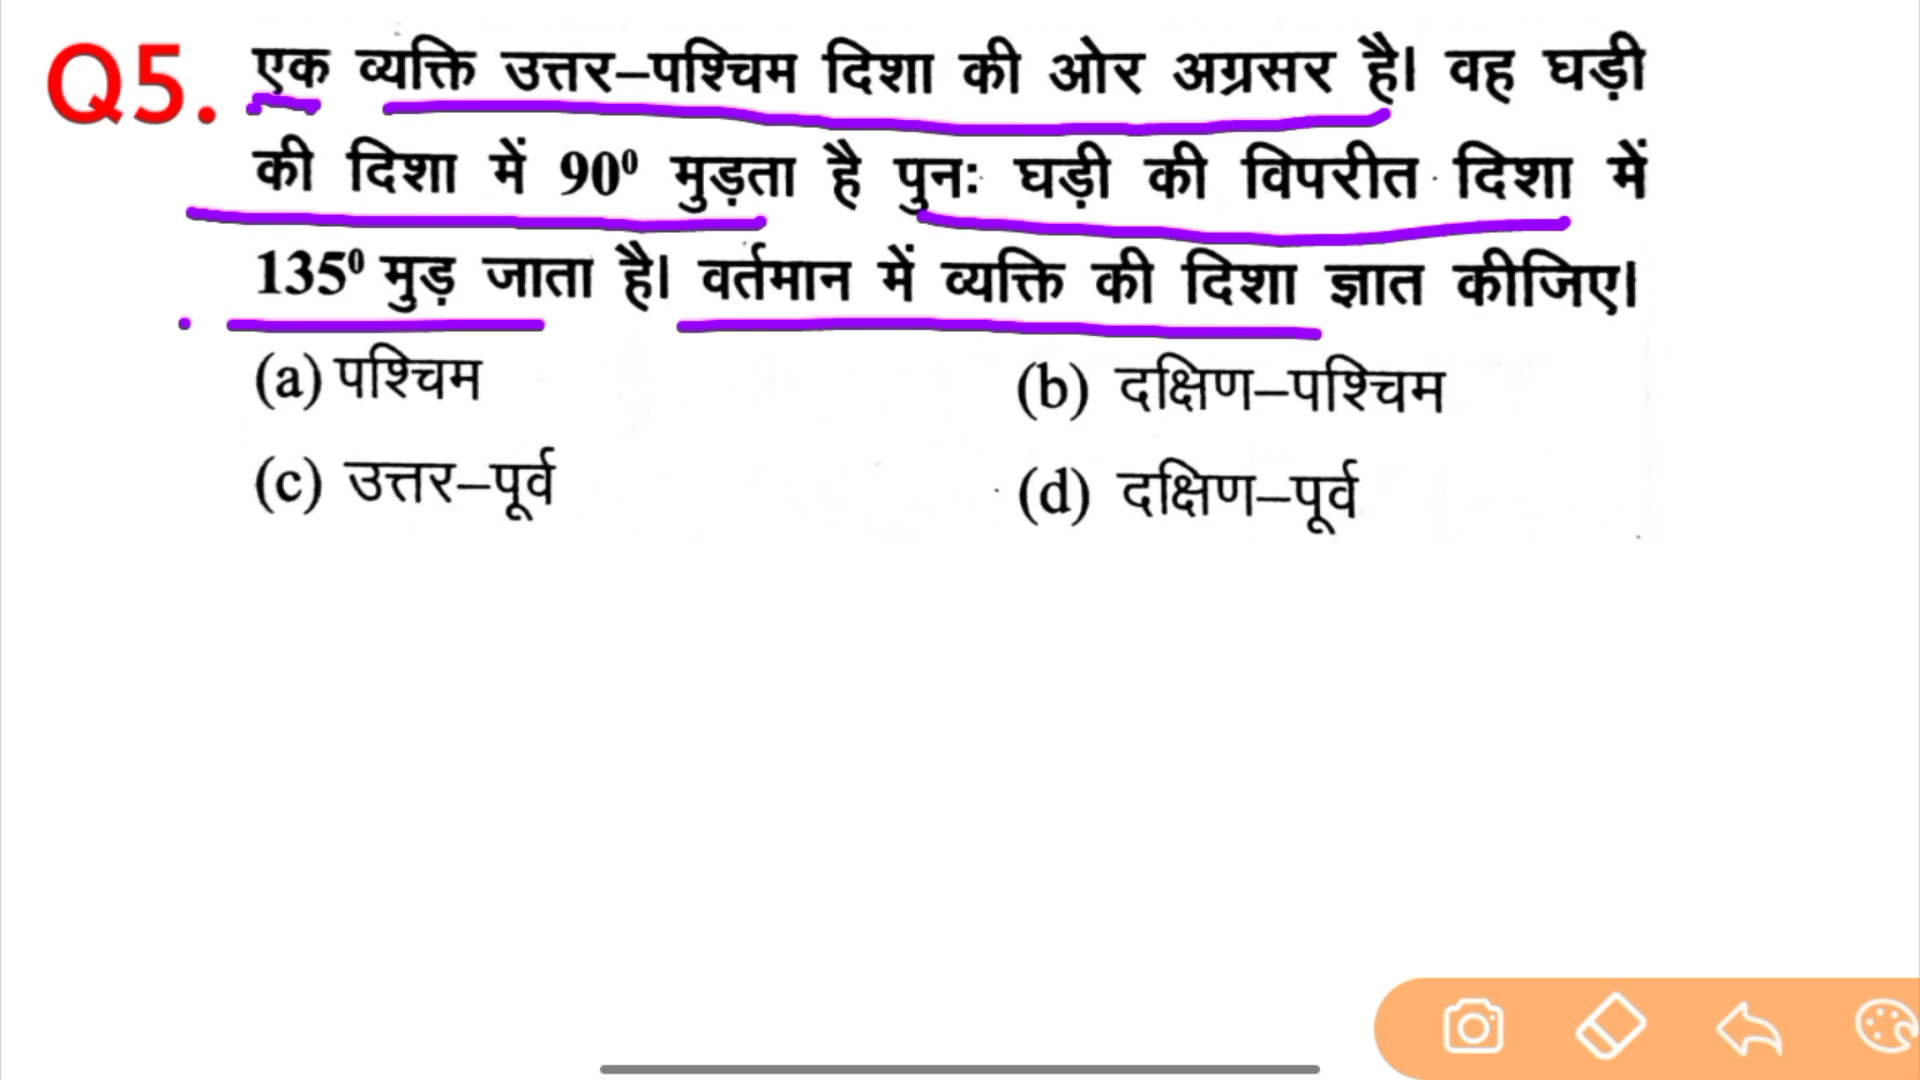 Q5. एक व्यक्ति उत्तर–पश्चिम दिशा की ओर अग्रसर है। वह घड़ी
की दिशा में 90⁰ मुड़ता है पुनः घड़ी की विपरीत दिशा में
135⁰ मुड़ जाता है। वर्तमान में व्यक्ति की दिशा ज्ञात कीजिए।
(a) पश्चिम (b) दक्षिण–पश्चिम
(c) उत्तर–पूर्व (d) दक्षिण–पूर्व